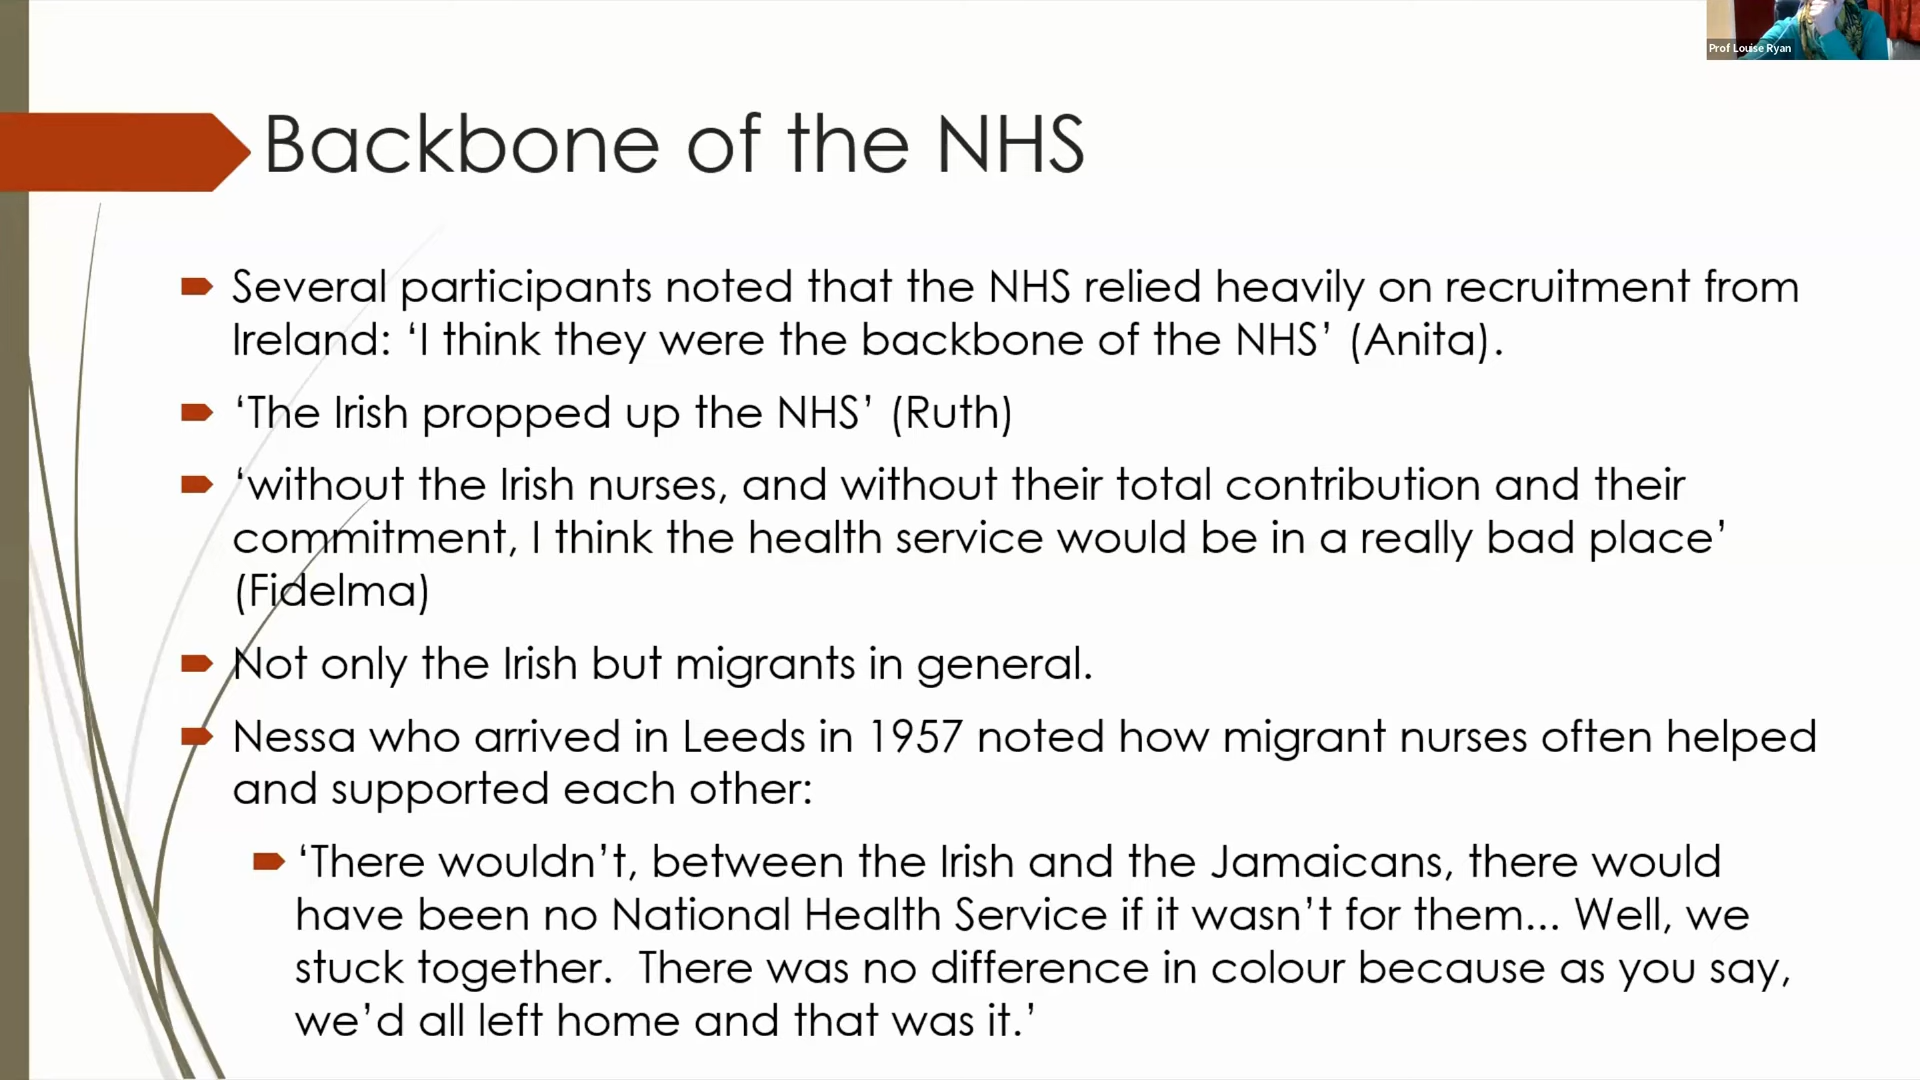 Prof Louise Ryan
Backbone of the NHS
Several participants noted that the NHS relied heavily on recruitment from
Ireland: ‘I think they were the backbone of the NHS’ (Anita).
‘The Irish propped up the NHS’ (Ruth)
‘without the Irish nurses, and without their total contribution and their
commitment, I think the health service would be in a really bad place’
(Fidelma)
Not only the Irish but migrants in general.
Nessa who arrived in Leeds in 1957 noted how migrant nurses often helped
and supported each other:
‘There wouldn’t, between the Irish and the Jamaicans, there would
have been no National Health Service if it wasn’t for them... Well, we
stuck together.  There was no difference in colour because as you say,
we’d all left home and that was it.’